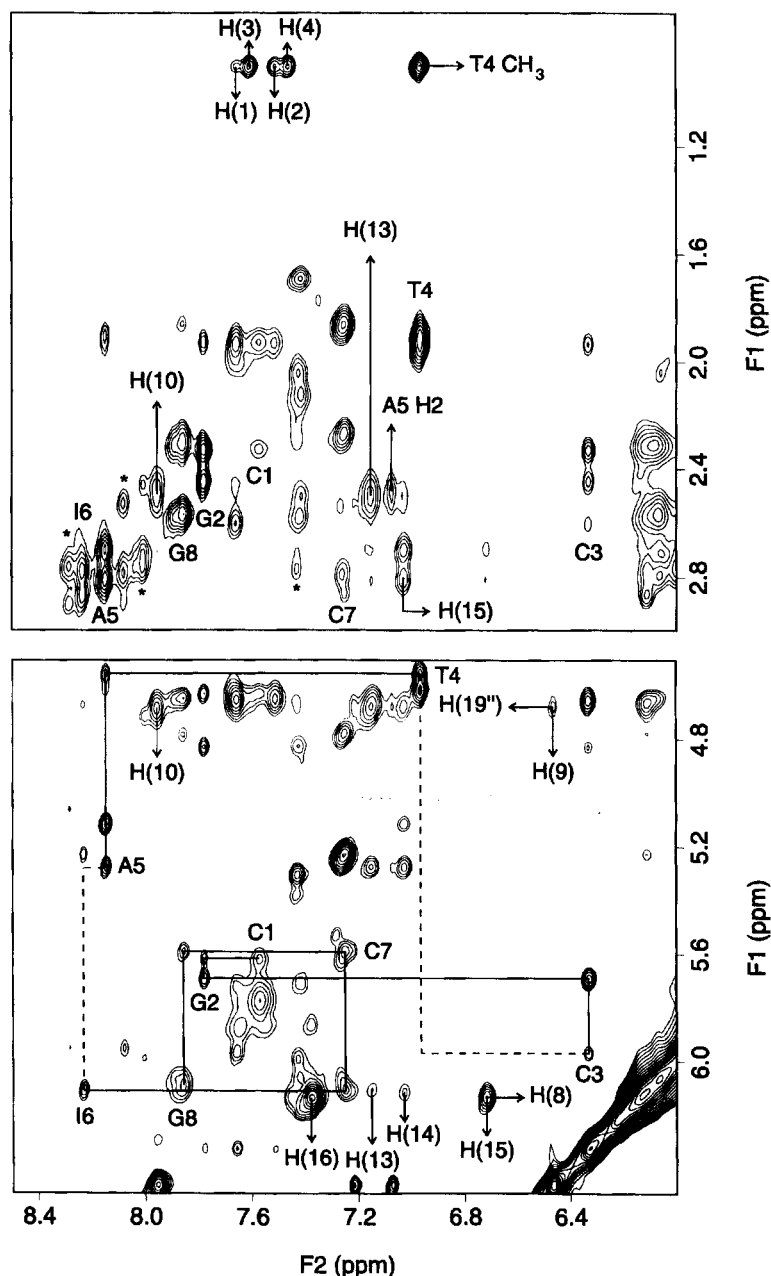 H(3) H(4)
T4 CH3
H(1) H(2)
1.2
H(13)
1.6
T4
F1 (ppm)
2.0
H(10)
A5 H2
* C1 2.4
* I6 G2
G8 C3
* *
2.8
A5 C7
H(15)
T4
H(19")
4.8
H(10) H(9)
5.2
A5
F1 (ppm)
C1 5.6
C7
G2
6.0
C3
I6 G8 H(8)
H(14)
H(16) H(13) H(15)
6.4
8.4 8.0 7.6 7.2 6.8 6.4
F2 (ppm)